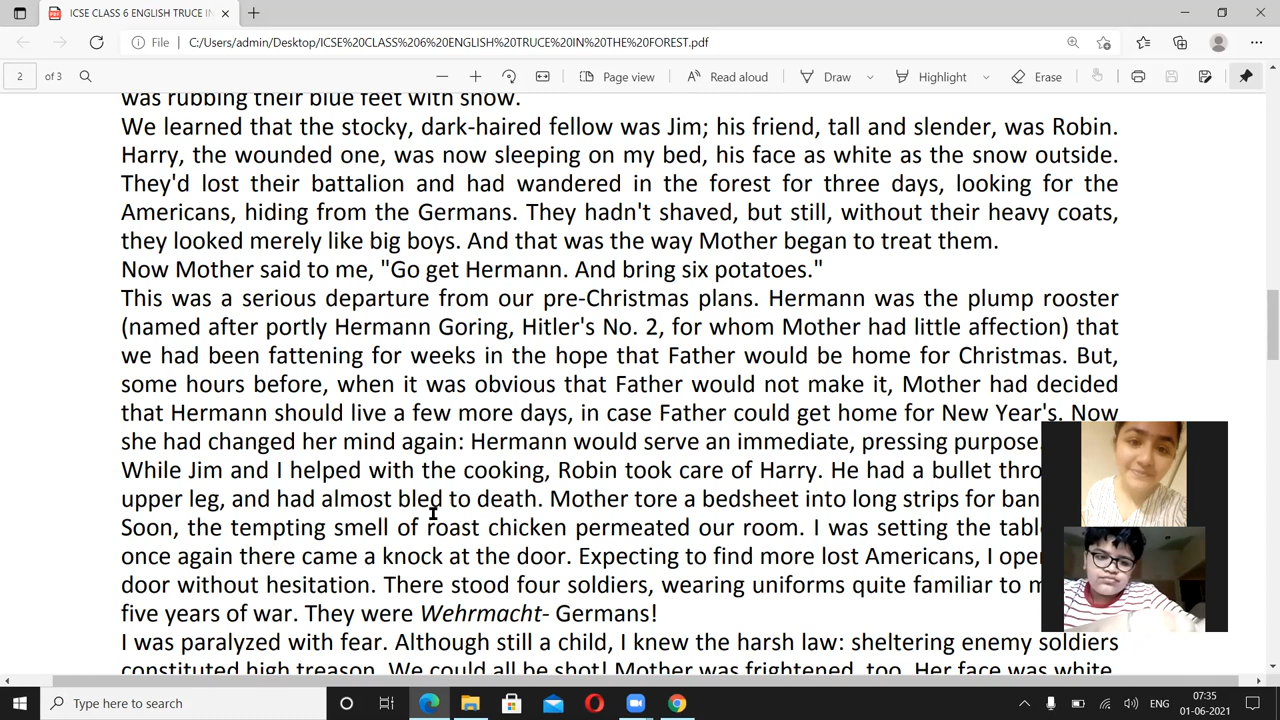 ICSE CLASS 6 ENGLISH TRUCE IN
File C:/Users/admin/Desktop/ICSE%20CLASS%206%20ENGLISH%20TRUCE%20IN%20THE%20FOREST.pdf
2 of 3 Page view Read aloud Draw Highlight Erase
was rubbing their blue feet with snow.
We learned that the stocky, dark-haired fellow was Jim; his friend, tall and slender, was Robin.
Harry, the wounded one, was now sleeping on my bed, his face as white as the snow outside.
They'd lost their battalion and had wandered in the forest for three days, looking for the
Americans, hiding from the Germans. They hadn't shaved, but still, without their heavy coats,
they looked merely like big boys. And that was the way Mother began to treat them.
Now Mother said to me, "Go get Hermann. And bring six potatoes."
This was a serious departure from our pre-Christmas plans. Hermann was the plump rooster
(named after portly Hermann Goring, Hitler's No. 2, for whom Mother had little affection) that
we had been fattening for weeks in the hope that Father would be home for Christmas. But,
some hours before, when it was obvious that Father would not make it, Mother had decided
that Hermann should live a few more days, in case Father could get home for New Year's. Now
she had changed her mind again: Hermann would serve an immediate, pressing purpose.
While Jim and I helped with the cooking, Robin took care of Harry. He had a bullet thro
upper leg, and had almost bled to death. Mother tore a bedsheet into long strips for ban
Soon, the tempting smell of roast chicken permeated our room. I was setting the tabl
once again there came a knock at the door. Expecting to find more lost Americans, I ope
door without hesitation. There stood four soldiers, wearing uniforms quite familiar to m
five years of war. They were Wehrmacht- Germans!
I was paralyzed with fear. Although still a child, I knew the harsh law: sheltering enemy soldiers
constituted high treason. We could all be shot! Mother was frightened, too. Her face was white,
Type here to search
ENG
07:35
01-06-2021